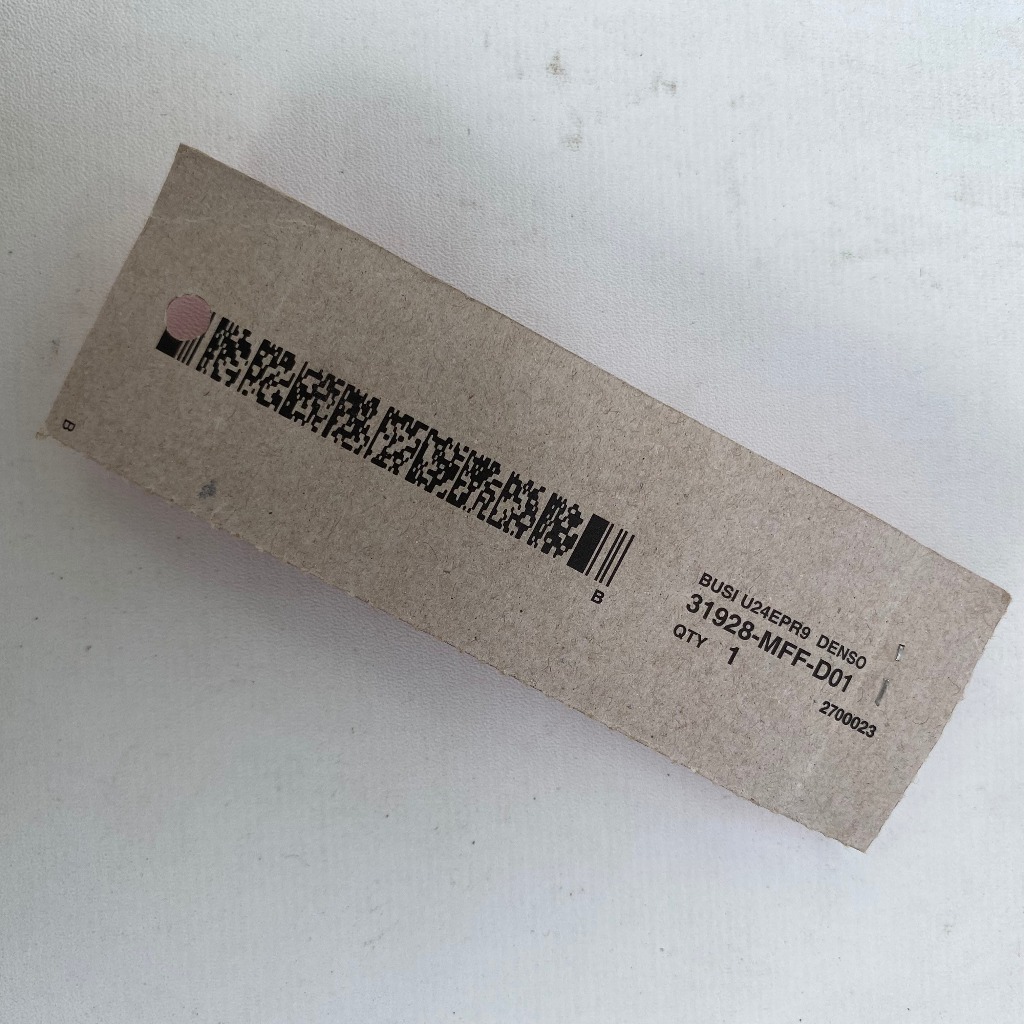 B
B
BUSI U24EPR9 DENSO
31928-MFF-D01
QTY 1
2700023